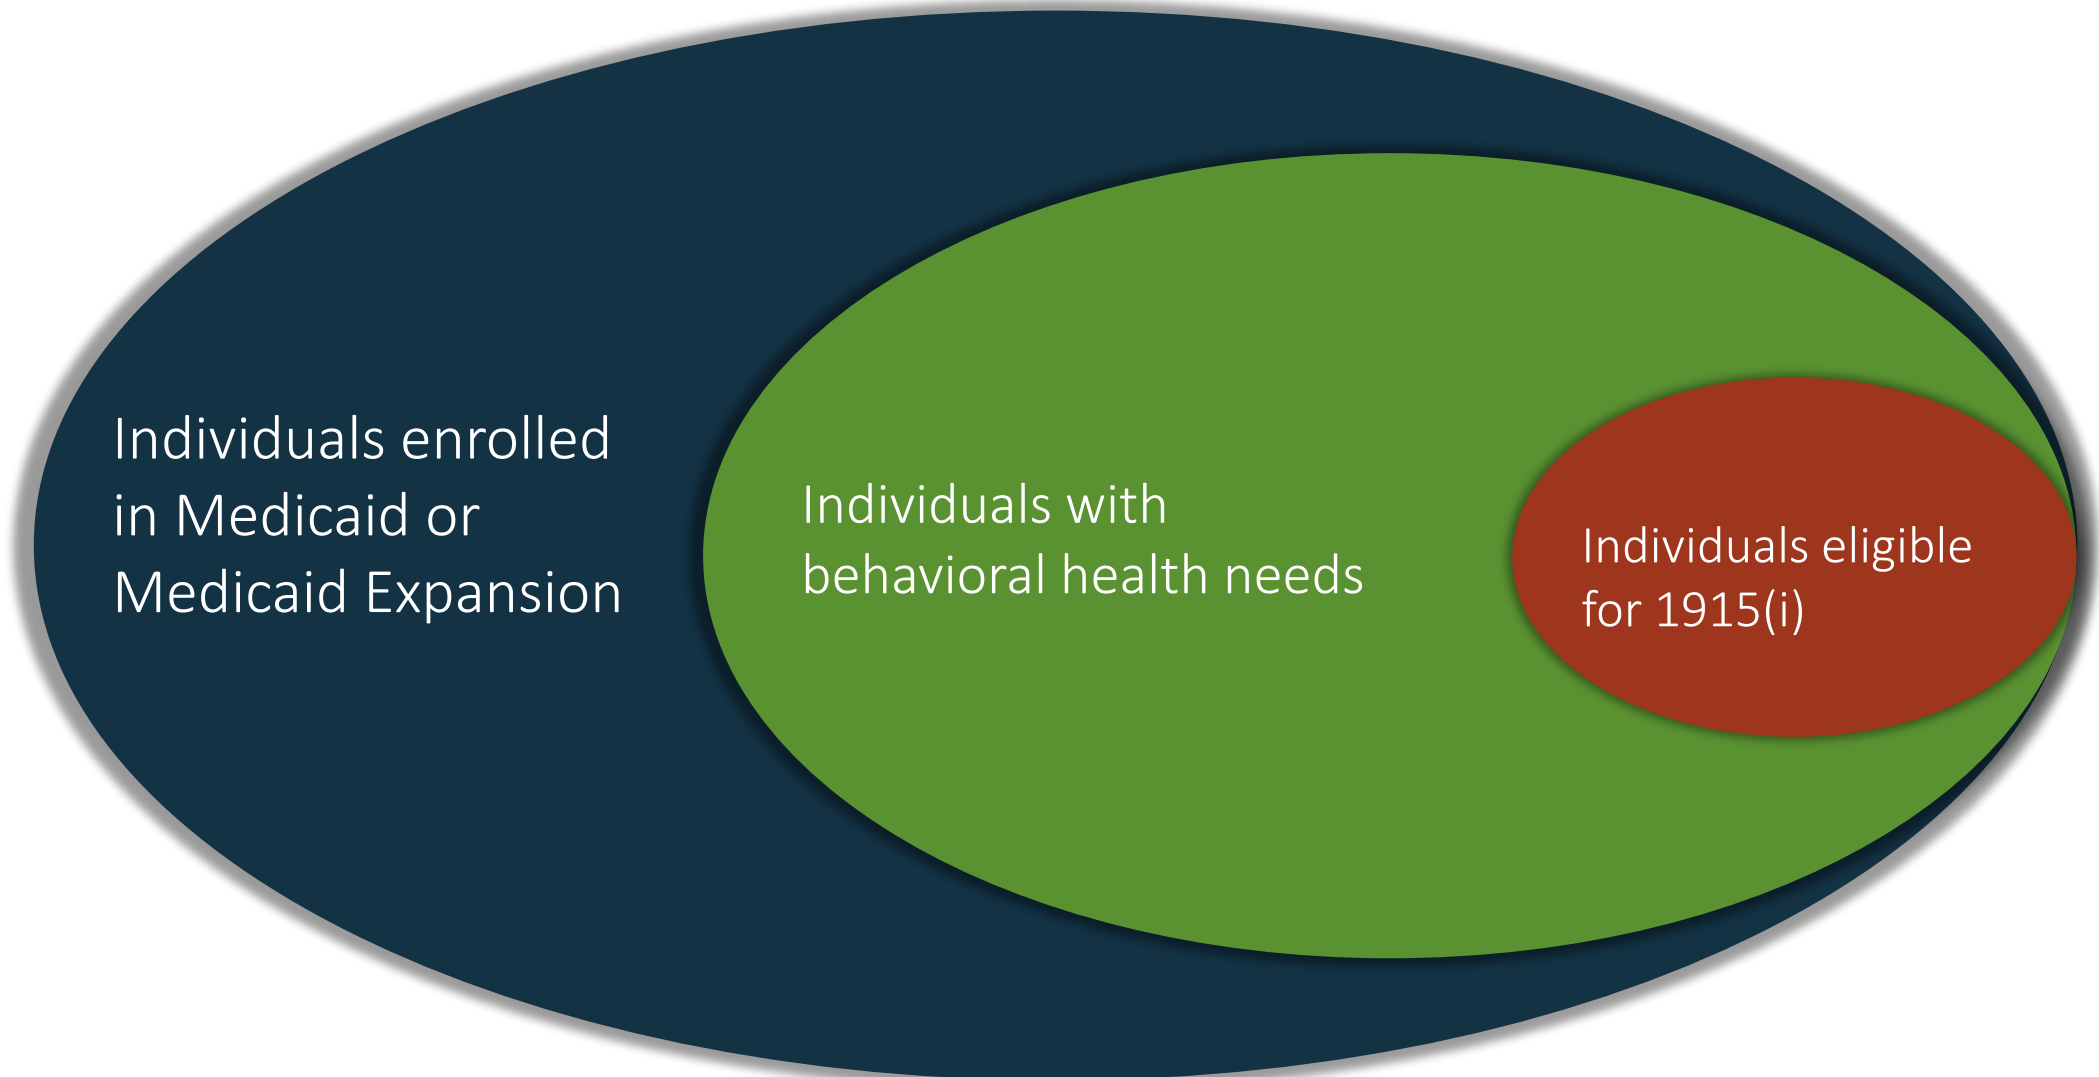 Individuals enrolled
in Medicaid or
Medicaid Expansion
Individuals with
behavioral health needs
Individuals eligible
for 1915(i)